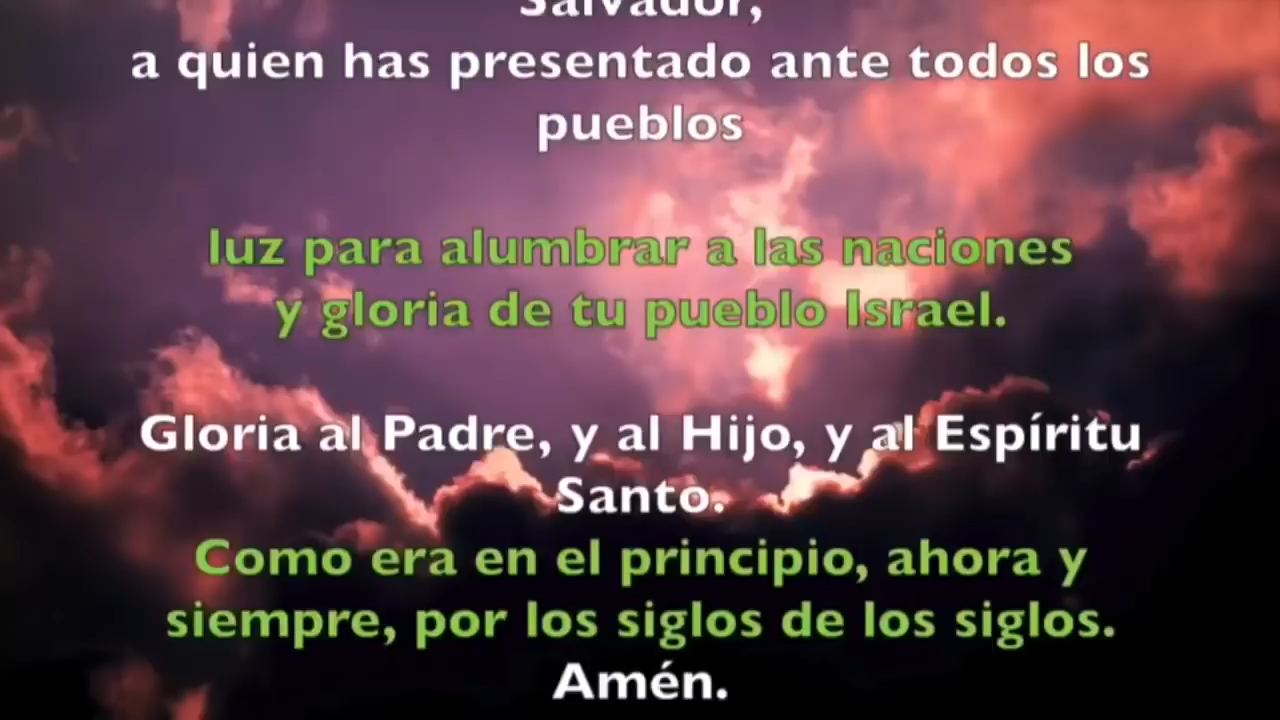 Salvador,
a quien has presentado ante todos los
pueblos
luz para alumbrar a las naciones
y gloria de tu pueblo Israel.
Gloria al Padre, y al Hijo, y al Espíritu
Santo.
Como era en el principio, ahora y
siempre, por los siglos de los siglos.
Amén.